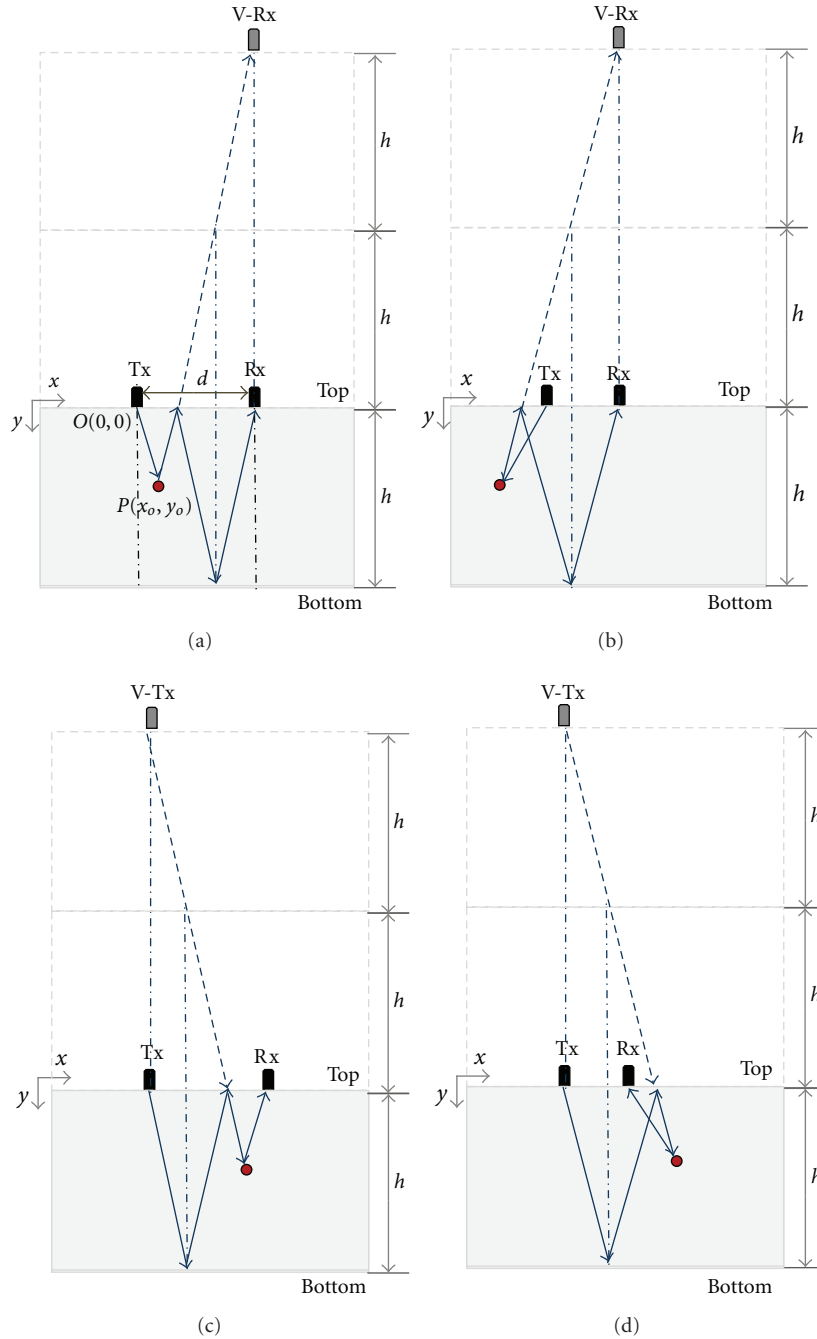 V-Rx
h
h
Tx
d
Rx
x
Top
y
O(0, 0)
P(x_o, y_o)
h
Bottom
(a)
V-Rx
h
h
Tx
Rx
x
Top
y
h
Bottom
(b)
V-Tx
h
h
Tx
Rx
x
Top
y
h
Bottom
(c)
V-Tx
h
h
Tx
Rx
x
Top
y
h
Bottom
(d)